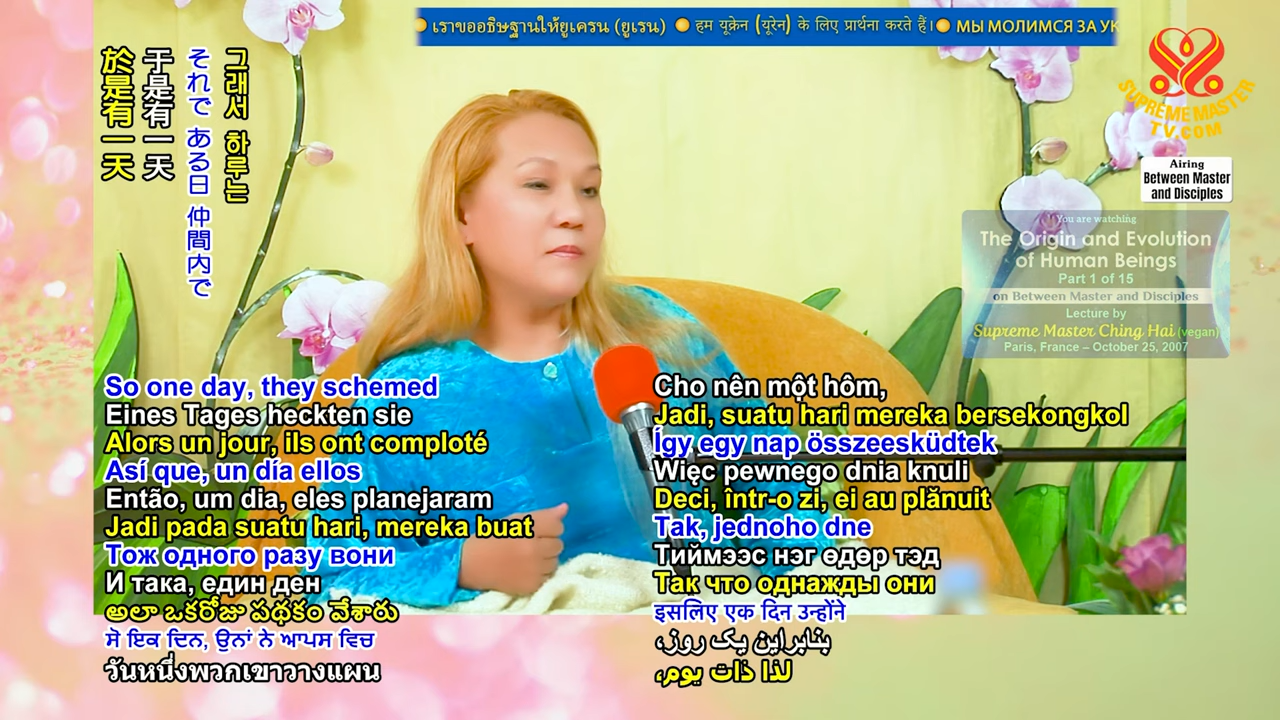 เราขออธิษฐานให้ยูเครน (ยูเรน)
हम यूक्रेन (यूरेन) के लिए प्रार्थना करते हैं।
МЫ МОЛИМСЯ ЗА УК
SUPREME MASTER
TV.COM
Airing
Between Master
and Disciples
You are watching
The Origin and Evolution
of Human Beings
Part 1 of 15
on Between Master and Disciples
Lecture by
Supreme Master Ching Hai (vegan)
Paris, France – October 25, 2007
그래서 하루는
それで ある日 仲間内で
于是有一天
於是有一天
So one day, they schemed
Eines Tages heckten sie
Alors un jour, ils ont comploté
Así que, un día ellos
Então, um dia, eles planejaram
Jadi pada suatu hari, mereka buat
Тож одного разу вони
И така, един ден
అలా ఒకరోజు పథకం వేశారు
ਸੋ ਇਕ ਦਿਨ, ਉਨਾਂ ਨੇ ਆਪਸ ਵਿਚ
วันหนึ่งพวกเขาวางแผน
Cho nên một hôm,
Jadi, suatu hari mereka bersekongkol
Így egy nap összeesküdtek
Więc pewnego dnia knuli
Deci, într-o zi, ei au plănuit
Tak, jednoho dne
Тиймээс нэг өдөр тэд
Так что однажды они
इसलिए एक दिन उन्होंने
بنابراین یک روز،
لذا ذات يوم،